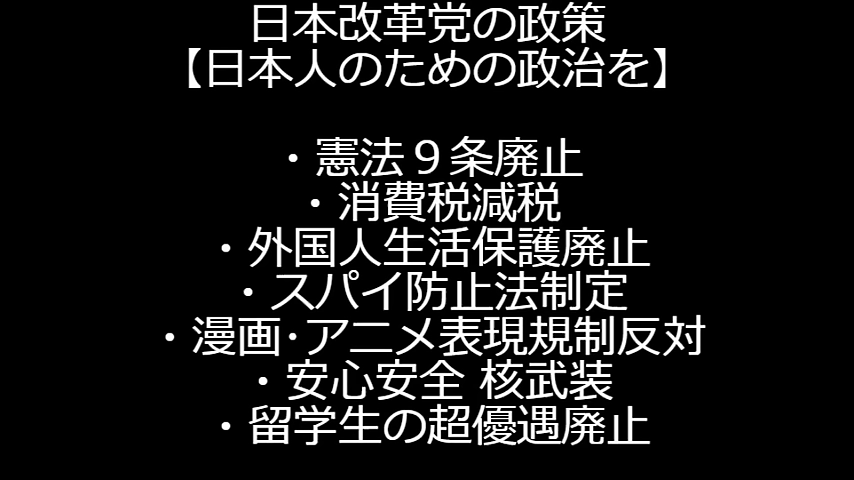 日本改革党の政策
【日本人のための政治を】
・憲法９条廃止
・消費税減税
・外国人生活保護廃止
・スパイ防止法制定
・漫画･アニメ表現規制反対
・安心安全 核武装
・留学生の超優遇廃止